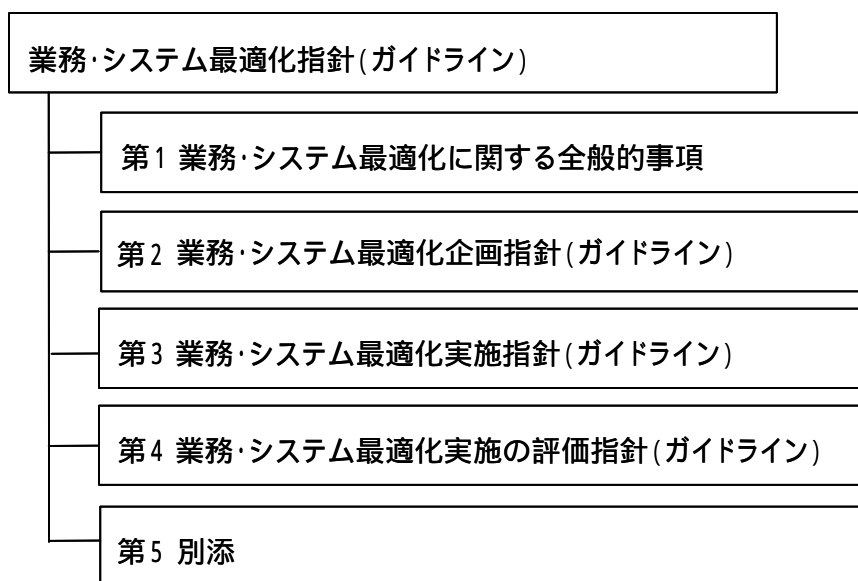 業務・システム最適化指針(ガイドライン)
第1 業務・システム最適化に関する全般的事項
第2 業務・システム最適化企画指針(ガイドライン)
第3 業務・システム最適化実施指針(ガイドライン)
第4 業務・システム最適化実施の評価指針(ガイドライン)
第5 別添